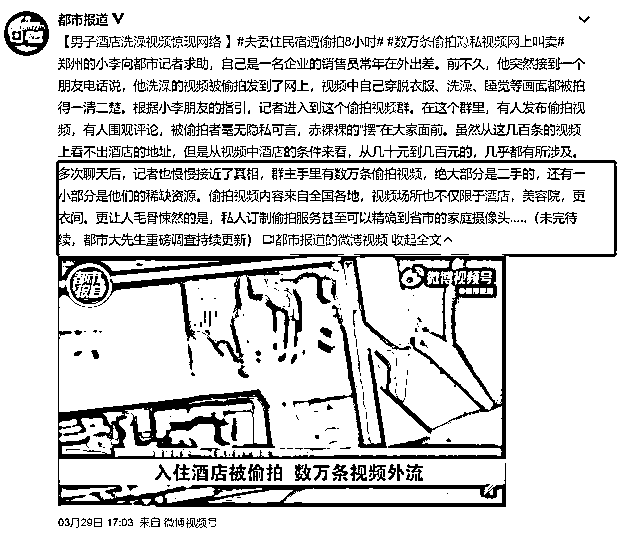 都市报道
【男子酒店洗澡视频惊现网络】#夫妻住民宿遭偷拍8小时# #数万条偷拍隐私视频网上叫卖#
郑州的小李向都市记者求助，自己是一名企业的销售员常年在外出差。前不久，他突然接到一个
朋友电话说，他洗澡的视频被偷拍发到了网上，视频中自己穿脱衣服、洗澡、睡觉等画面都被拍
得一清二楚。根据小李朋友的指引，记者进入到这个偷拍视频群。在这个群里，有人发布偷拍视
频，有人围观评论，被偷拍者毫无隐私可言，赤裸裸的"摆"在大家面前。虽然从这几百条的视频
上看不出酒店的地址，但是从视频中酒店的条件来看，从几十元到几百元的，几乎都有所涉及。
多次聊天后，记者也慢慢接近了真相，群主手里有数万条偷拍视频，绝大部分是二手的，还有一
小部分是他们的稀缺资源。偷拍视频内容来自全国各地，视频场所也不仅限于酒店，美容院，更
衣间。更让人毛骨悚然的是，私人订制偷拍服务甚至可以精确到省市的家庭摄像头.....（未完待
续，都市大先生重磅调查持续更新）都市报道的微博视频 收起全文
都市报道
微博视频号
入住酒店被偷拍 数万条视频外流
03月29日 17:03 来自 微博视频号